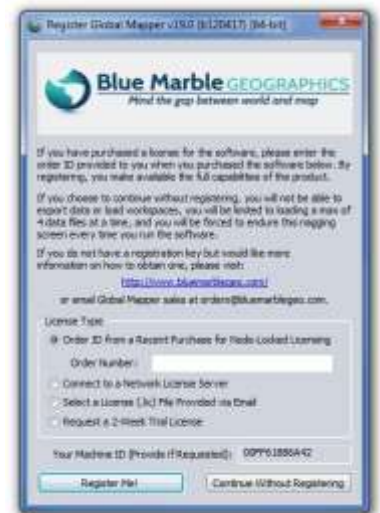 Register Global Mapper v19.0 (b120417) [64-bit]
Blue Marble GEOGRAPHICS
Mind the gap between world and map
If you have purchased a license for the software, please enter the
order ID provided to you when you purchased the software below. By
registering, you make available the full capabilities of the product.
If you choose to continue without registering, you will not be able to
export data or load workspaces, you will be limited to loading a max of
4 data files at a time, and you will be forced to endure this nagging
screen every time you run the software.
If you do not have a registration key but would like more
information on how to obtain one, please visit:
http://www.bluemarblegeo.com/
or email Global Mapper sales at orders@bluemarblegeo.com.
License Type
Order ID from a Recent Purchase for Node-Locked Licensing
Order Number:
Connect to a Network License Server
Select a License (.lic) File Provided via Email
Request a 2-Week Trial License
Your Machine ID (Provide if Requested): 00FF61886A42
Register Me!
Continue Without Registering